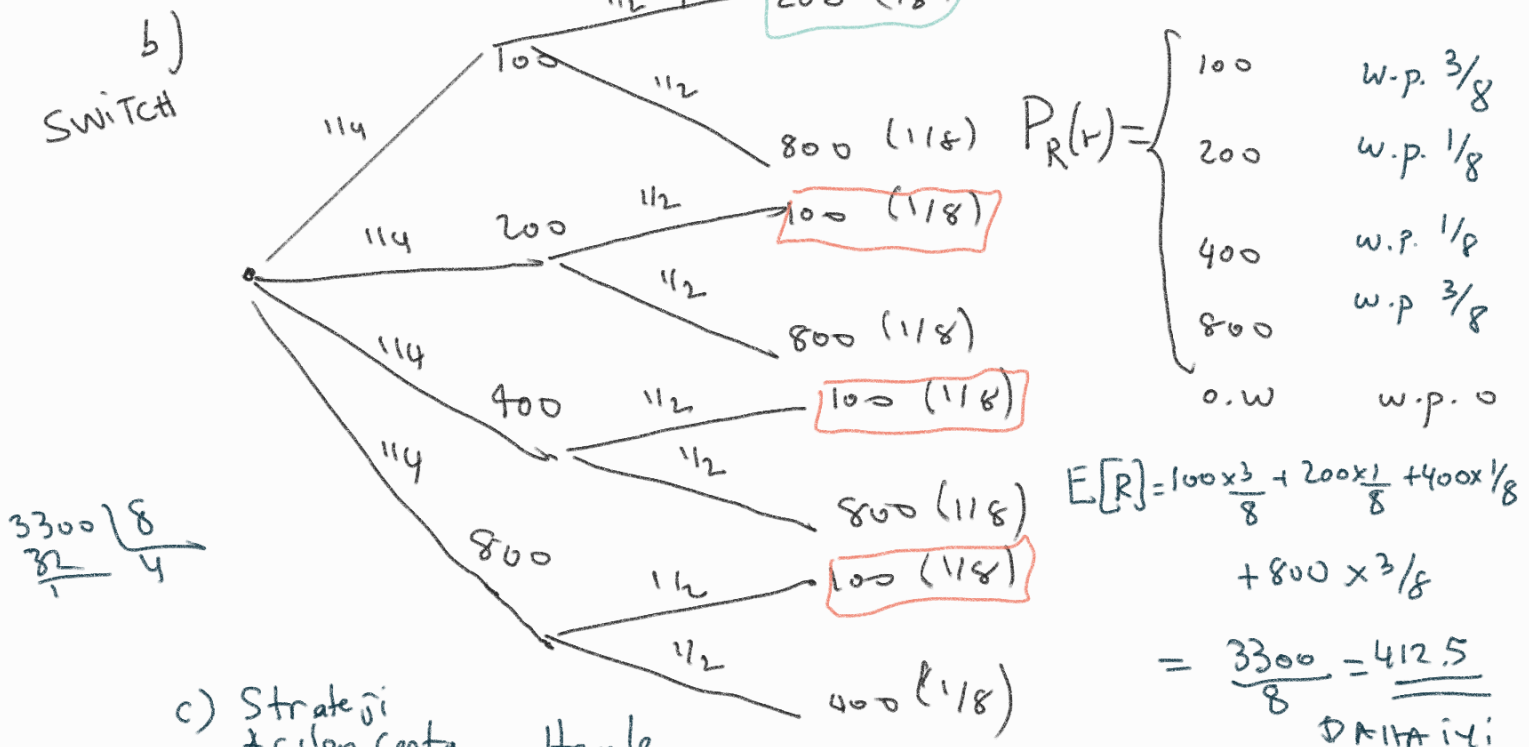 b)
SWITCH
1/4
100
1/2
1/2
800 (1/8)
1/4
200
1/2
100 (1/8)
1/2
800 (1/8)
1/4
400
1/2
100 (1/8)
1/2
800 (1/8)
1/4
800
1/2
100 (1/8)
1/2
400 (1/8)
P_R(r) = {
100 w.p. 3/8
200 w.p. 1/8
400 w.p. 1/8
800 w.p 3/8
o.w w.p. 0
E[R] = 100 x 3/8 + 200 x 1/8 + 400 x 1/8
+ 800 x 3/8
= 3300/8 = 412.5
DAHA iyi
3300 8
32 4
1
c) Strateji